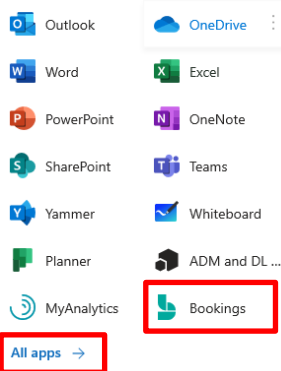 Outlook
OneDrive
Word
Excel
PowerPoint
OneNote
SharePoint
Teams
Yammer
Whiteboard
Planner
ADM and DL ...
MyAnalytics
Bookings
All apps →